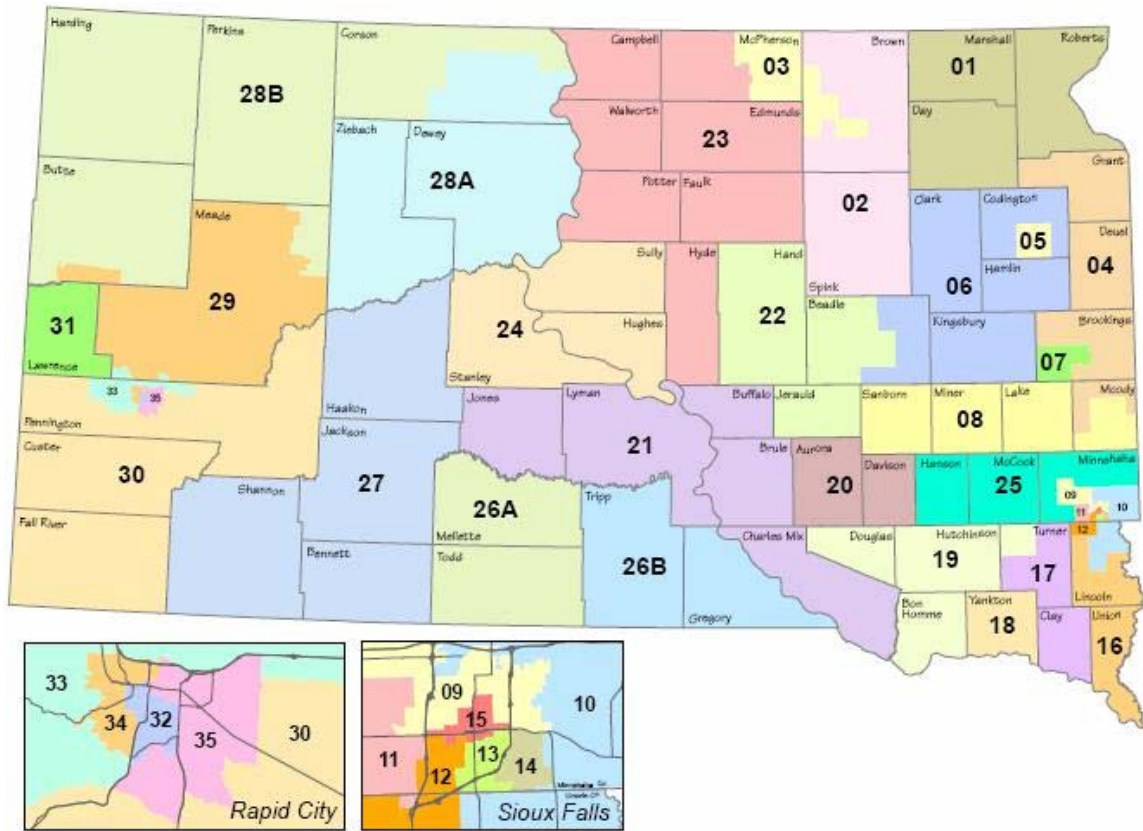 Harding
Perkins
Corson
Campbell
McPherson
Brown
Marshall
Roberts
28B
03
01
Walworth
Edmunds
Day
23
Ziebach
Dewey
28A
Grant
Butte
Potter
Faulk
02
Clark
Codington
Meade
05
Deuel
Sully
Hyde
Hand
06
Hamlin
04
Spink
29
Beadle
31
24
22
Hughes
Kingsbury
Brookings
Lawrence
07
33
35
Stanley
Haakon
Jones
Lyman
Buffalo
Jerauld
Sanborn
Miner
Lake
Moody
Pennington
08
Jackson
Custer
21
Brule
Aurora
Davison
Hanson
McCook
Minnehaha
30
27
20
25
09
10
Shannon
26A
Tripp
11
Fall River
Mellette
12
Charles Mix
Douglas
Hutchinson
Turner
Bennett
Todd
26B
19
17
Lincoln
Gregory
Bon
Homme
Yankton
Clay
Union
18
16
33
34
32
35
30
Rapid City
09
10
15
11
12
13
14
Minnehaha Co
Lincoln Co
Sioux Falls